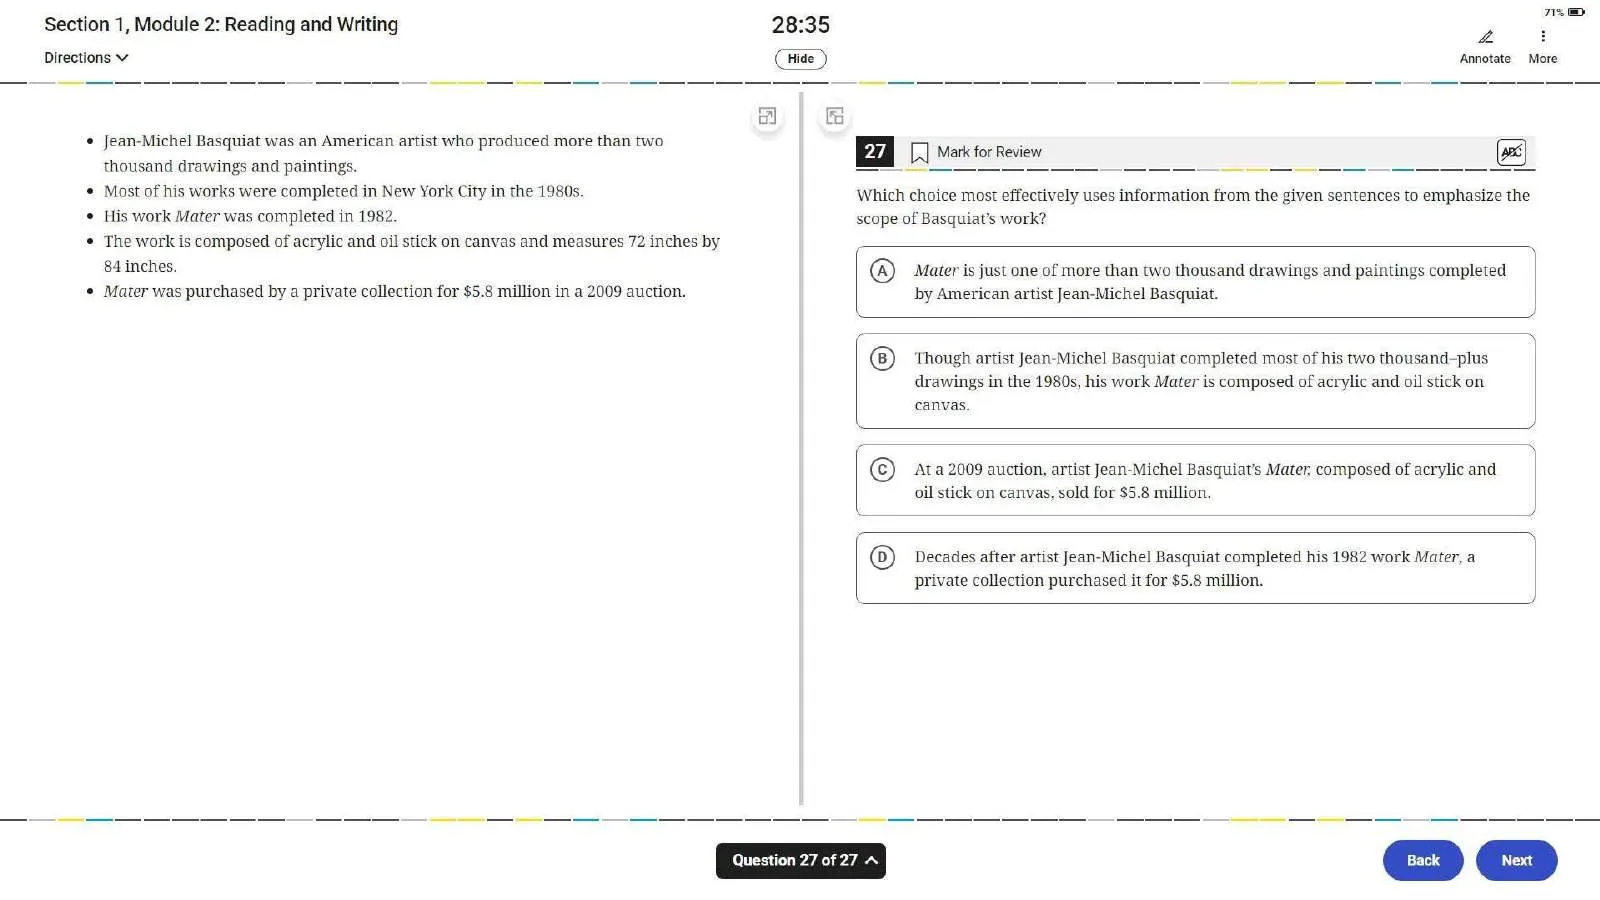 Section 1, Module 2: Reading and Writing
Directions
28:35
Hide
71%
Annotate
More
• Jean-Michel Basquiat was an American artist who produced more than two
thousand drawings and paintings.
• Most of his works were completed in New York City in the 1980s.
• His work Mater was completed in 1982.
• The work is composed of acrylic and oil stick on canvas and measures 72 inches by
84 inches.
• Mater was purchased by a private collection for $5.8 million in a 2009 auction.
27 Mark for Review ABC
Which choice most effectively uses information from the given sentences to emphasize the
scope of Basquiat's work?
A Mater is just one of more than two thousand drawings and paintings completed
by American artist Jean-Michel Basquiat.
B Though artist Jean-Michel Basquiat completed most of his two thousand–plus
drawings in the 1980s, his work Mater is composed of acrylic and oil stick on
canvas.
C At a 2009 auction, artist Jean-Michel Basquiat's Mater, composed of acrylic and
oil stick on canvas, sold for $5.8 million.
D Decades after artist Jean-Michel Basquiat completed his 1982 work Mater, a
private collection purchased it for $5.8 million.
Question 27 of 27
Back
Next